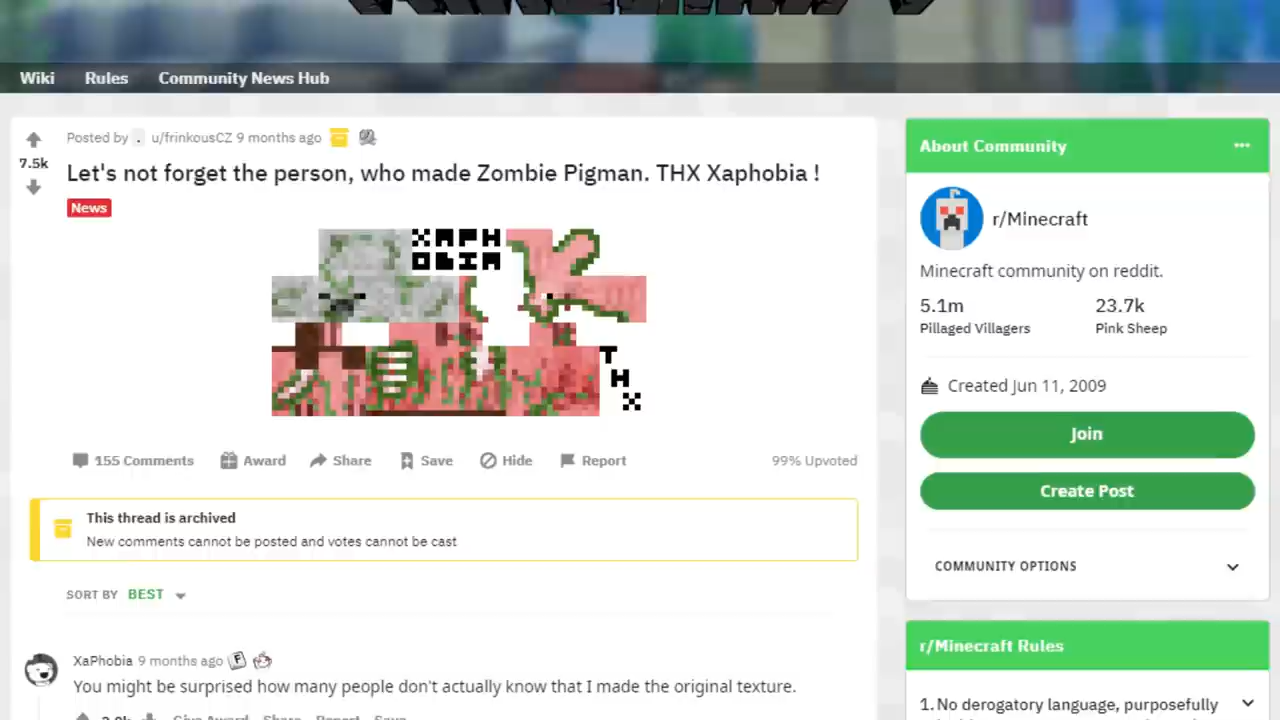 Wiki Rules Community News Hub
Posted by . u/frinkousCZ 9 months ago
7.5k
Let's not forget the person, who made Zombie Pigman. THX Xaphobia !
News
XAPH
OBIA
T
H
X
155 Comments Award Share Save Hide Report 99% Upvoted
This thread is archived
New comments cannot be posted and votes cannot be cast
SORT BY BEST
XaPhobia 9 months ago F
You might be surprised how many people don't actually know that I made the original texture.
About Community
r/Minecraft
Minecraft community on reddit.
5.1m 23.7k
Pillaged Villagers Pink Sheep
Created Jun 11, 2009
Join
Create Post
COMMUNITY OPTIONS
r/Minecraft Rules
1. No derogatory language, purposefully